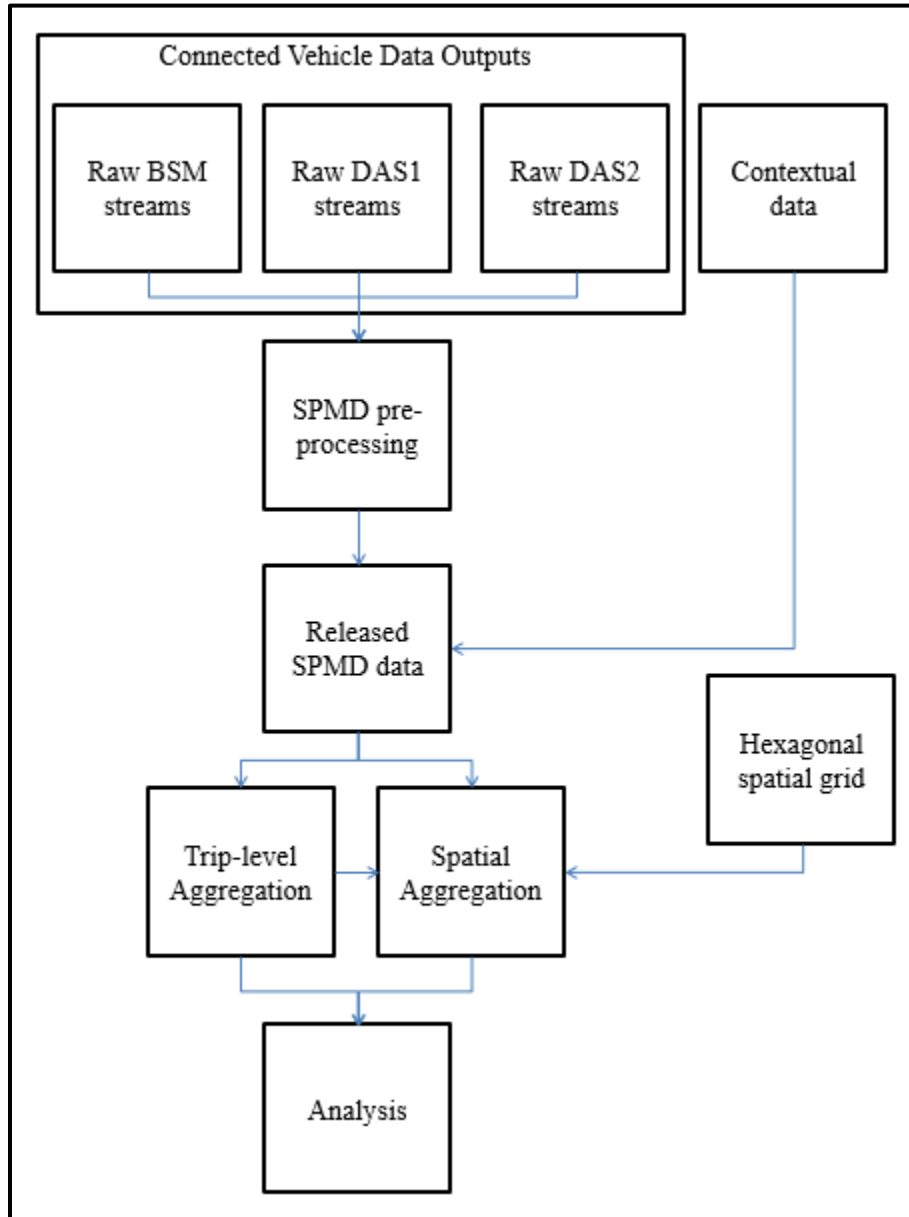 Connected Vehicle Data Outputs
Raw BSM
streams
Raw DAS1
streams
Raw DAS2
streams
Contextual
data
SPMD pre-
processing
Released
SPMD data
Hexagonal
spatial grid
Trip-level
Aggregation
Spatial
Aggregation
Analysis